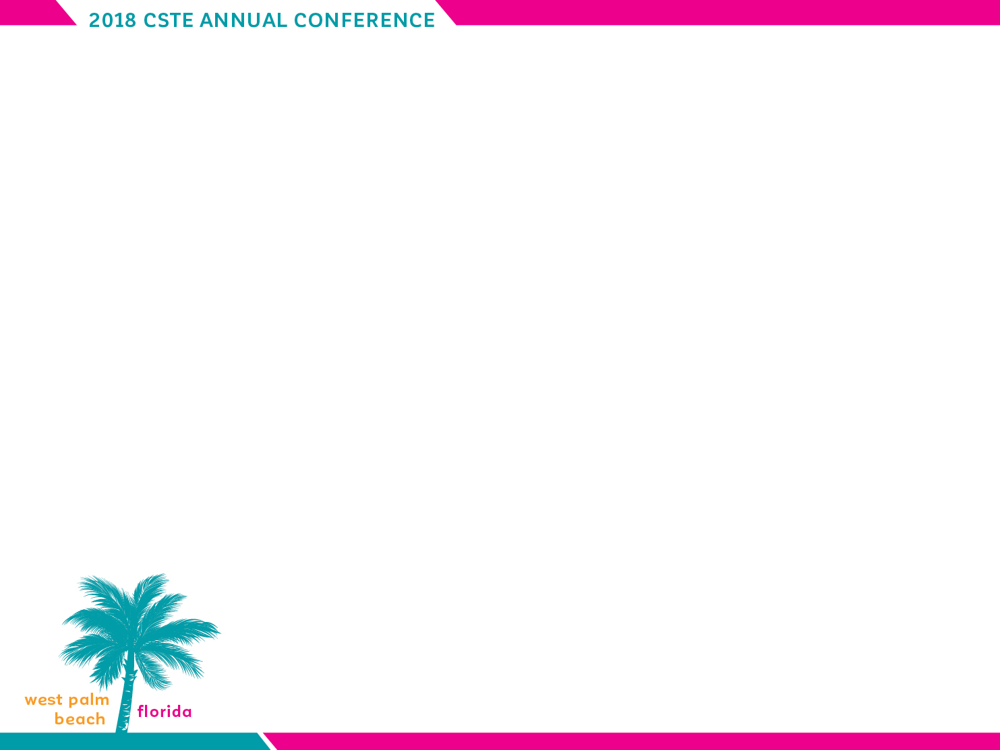 2018 CSTE ANNUAL CONFERENCE
west palm
beach
florida